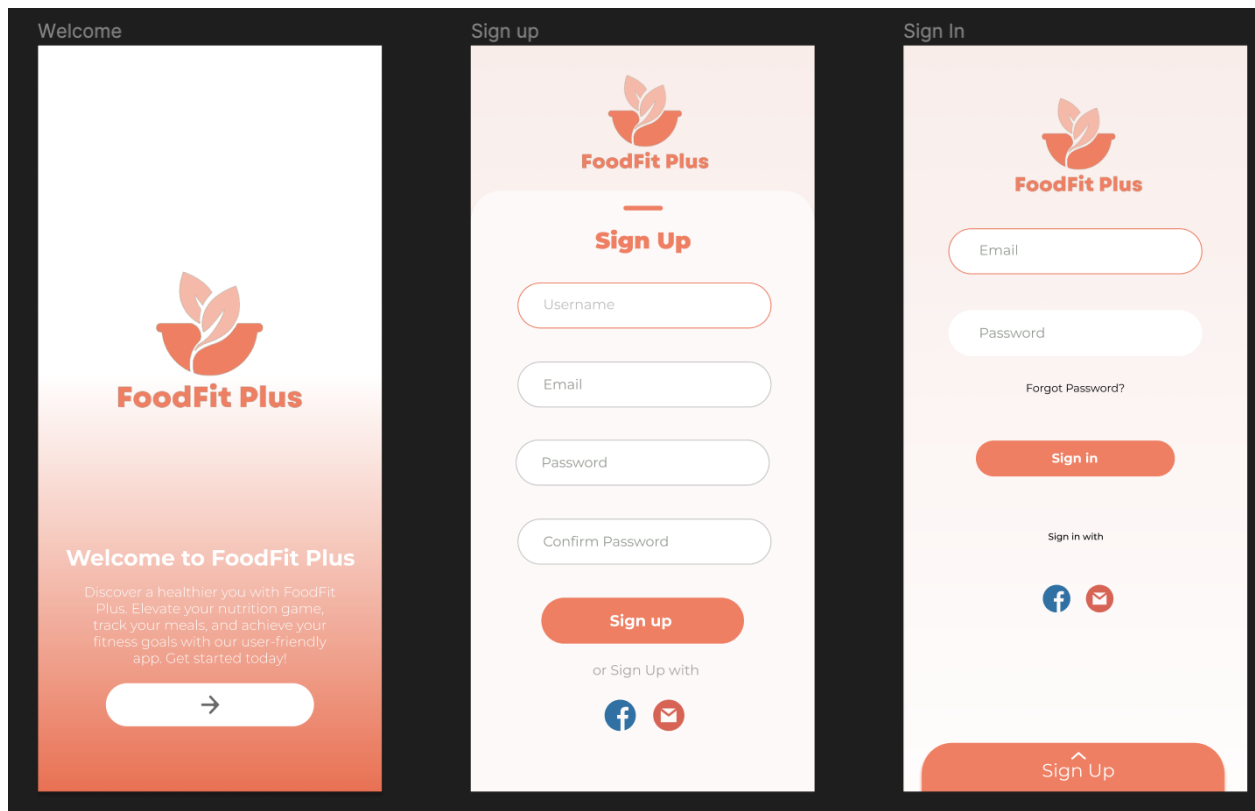 Welcome
FoodFit Plus
Welcome to FoodFit Plus
Discover a healthier you with FoodFit
Plus. Elevate your nutrition game,
track your meals, and achieve your
fitness goals with our user-friendly
app. Get started today!
Sign up
FoodFit Plus
Sign Up
Username
Email
Password
Confirm Password
Sign up
or Sign Up with
Sign In
FoodFit Plus
Email
Password
Forgot Password?
Sign in
Sign in with
Sign Up